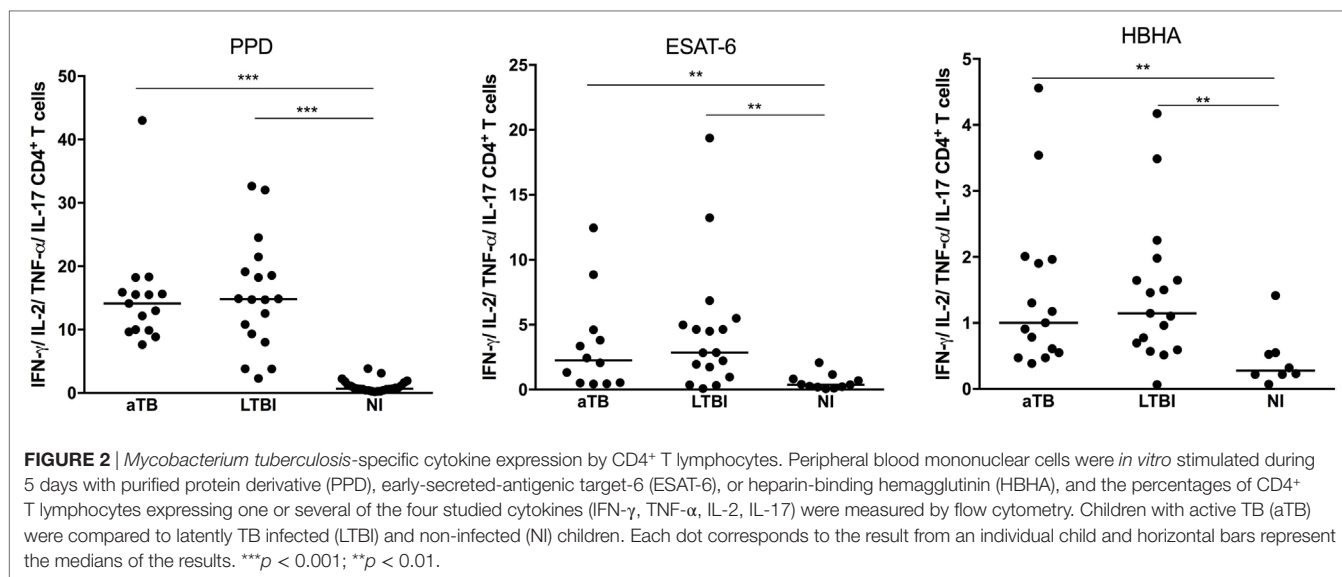 PPD
IFN-γ/ IL-2/ TNF-α/ IL-17 CD4⁺ T cells
50
40
30
20
10
0
***
***
aTB
LTBI
NI
ESAT-6
IFN-γ/ IL-2/ TNF-α/ IL-17 CD4⁺ T cells
25
20
15
10
5
0
**
**
aTB
LTBI
NI
HBHA
IFN-γ/ IL-2/ TNF-α/ IL-17 CD4⁺ T cells
5
4
3
2
1
0
**
**
aTB
LTBI
NI
FIGURE 2 | Mycobacterium tuberculosis-specific cytokine expression by CD4⁺ T lymphocytes. Peripheral blood mononuclear cells were in vitro stimulated during
5 days with purified protein derivative (PPD), early-secreted-antigenic target-6 (ESAT-6), or heparin-binding hemagglutinin (HBHA), and the percentages of CD4⁺
T lymphocytes expressing one or several of the four studied cytokines (IFN-γ, TNF-α, IL-2, IL-17) were measured by flow cytometry. Children with active TB (aTB)
were compared to latently TB infected (LTBI) and non-infected (NI) children. Each dot corresponds to the result from an individual child and horizontal bars represent
the medians of the results. ***p < 0.001; **p < 0.01.